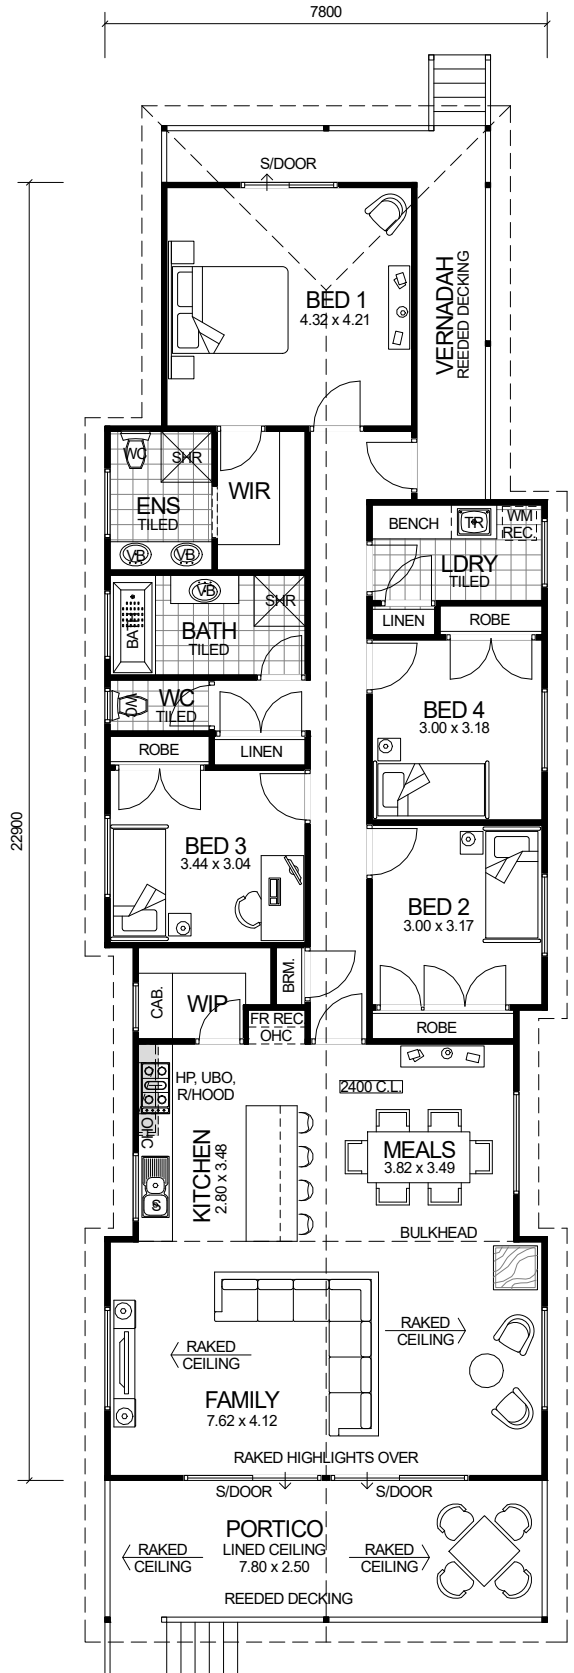 7800
S/DOOR
VERNADAH
REEDED DECKING
BED 1
4.32 x 4.21
22900
WC
SHR
ENS
TILED
WIR
VB
VB
BENCH
TR
WM
REC.
LDRY
TILED
LINEN
ROBE
BATH
VB
SHR
BATH
TILED
WC
WC
TILED
ROBE
LINEN
BED 4
3.00 x 3.18
BED 3
3.44 x 3.04
BED 2
3.00 x 3.17
CAB.
WIP
BRM.
FR REC
OHC
ROBE
HP, UBO,
R/HOOD
OHC
2400 C.L.
KITCHEN
2.80 x 3.48
MEALS
3.82 x 3.49
S
BULKHEAD
RAKED
CEILING
RAKED
CEILING
FAMILY
7.62 x 4.12
RAKED HIGHLIGHTS OVER
S/DOOR
S/DOOR
PORTICO
LINED CEILING
7.80 x 2.50
RAKED
CEILING
RAKED
CEILING
REEDED DECKING